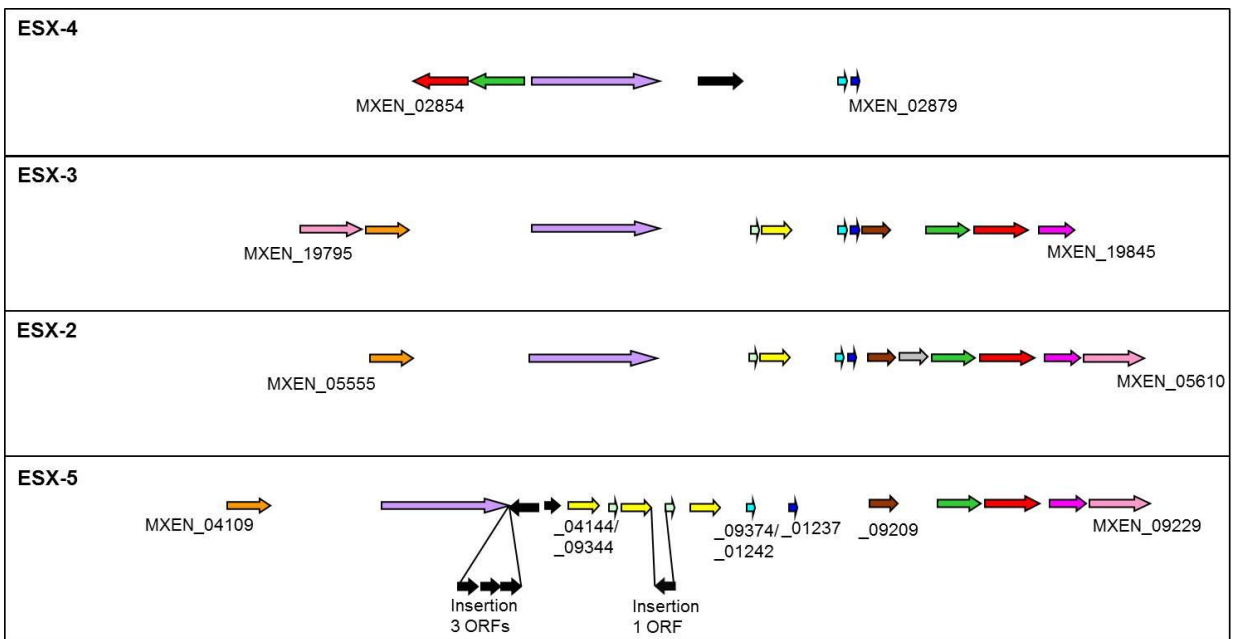 ESX-4
MXEN_02854
MXEN_02879
ESX-3
MXEN_19795
MXEN_19845
ESX-2
MXEN_05555
MXEN_05610
ESX-5
MXEN_04109
_04144/
_09344
_09374/
_01242
_01237
_09209
MXEN_09229
Insertion
3 ORFs
Insertion
1 ORF